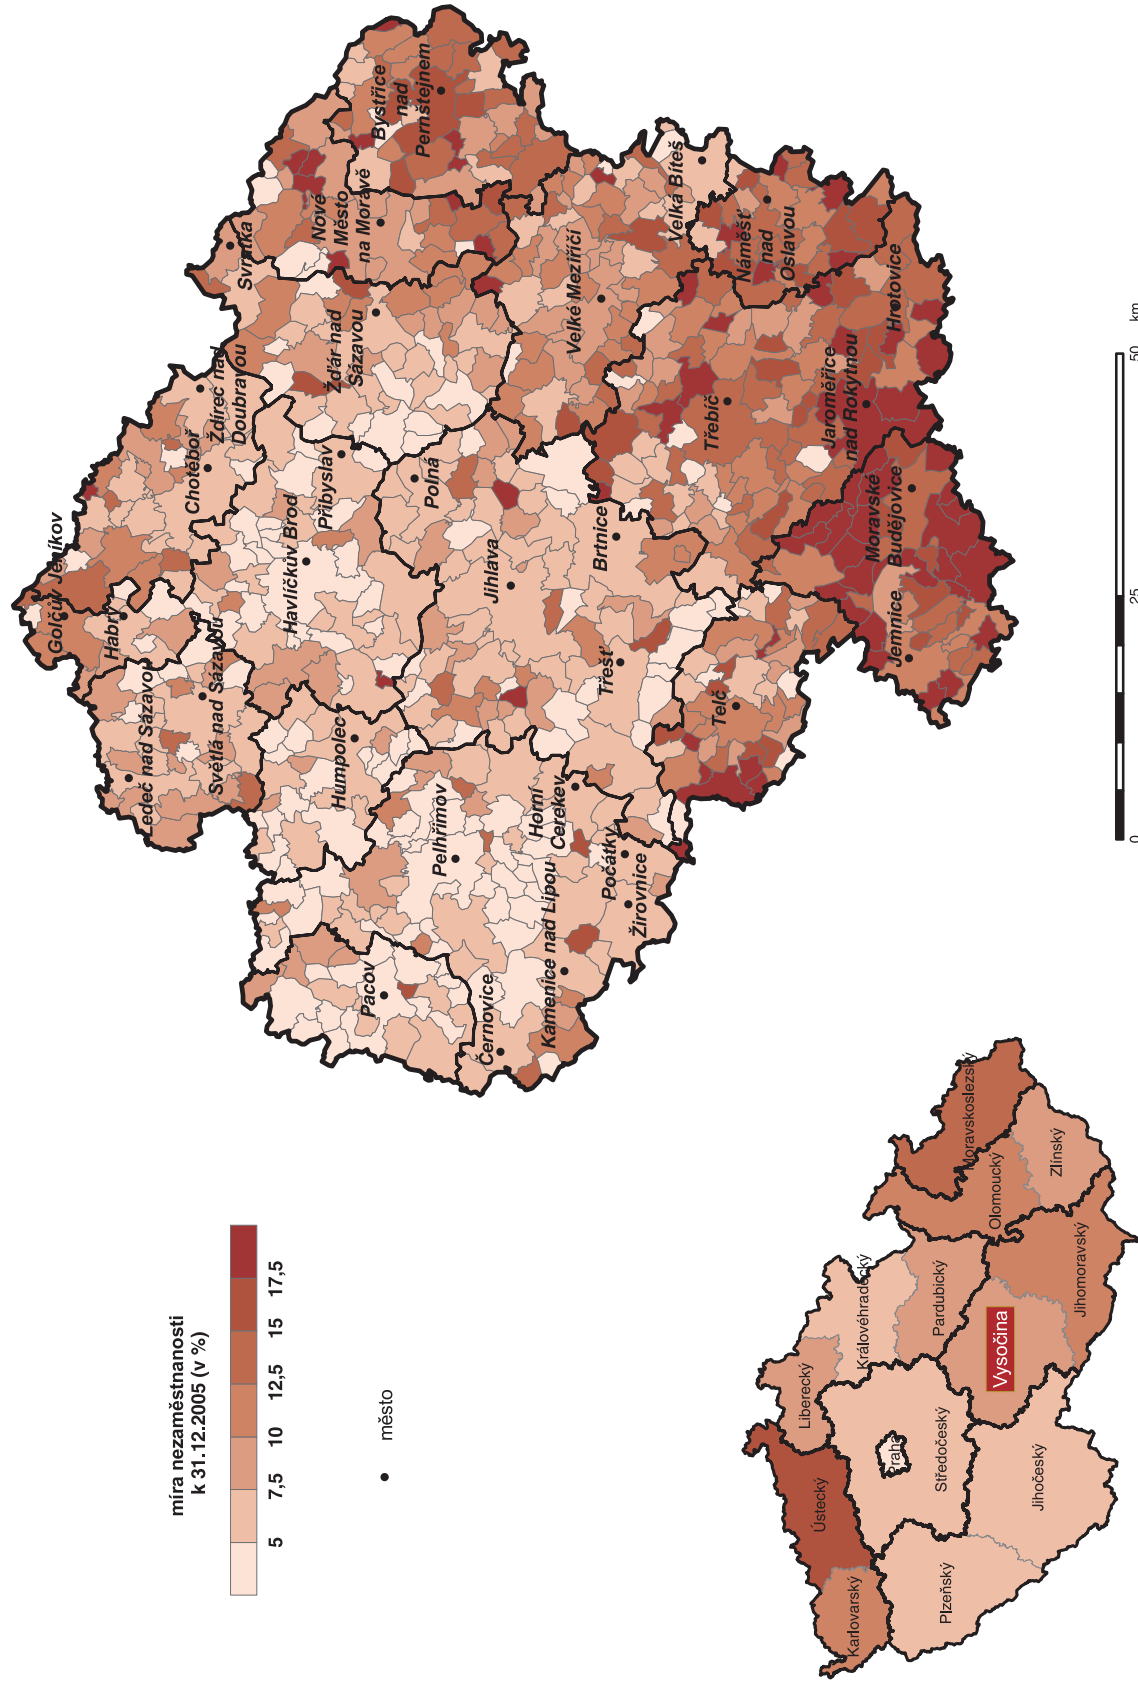 míra nezaměstnanosti
k 31.12.2005 (v %)
5
7,5
10
12,5
15
17,5
město
Golčův Jeníkov
Habry
Ledeč nad Sázavou
Světlá nad Sázavou
Chotěboř
Ždírec nad
Doubravou
Svratka
Havlíčkův Brod
Přibyslav
Žďár nad
Sázavou
Nové
Město
na Moravě
Bystřice
nad
Pernštejnem
Humpolec
Pacov
Pelhřimov
Polná
Jihlava
Černovice
Kamenice nad Lipou
Horní
Cerekev
Počátky
Žirovnice
Třešť
Brtnice
Velké Meziříčí
Velká Bíteš
Telč
Třebíč
Náměšť
nad
Oslavou
Jaroměřice
nad Rokytnou
Hrotovice
Moravské
Budějovice
Jemnice
0
25
50
km
Karlovarský
Ústecký
Liberecký
Královéhradecký
Pardubický
Praha
Středočeský
Plzeňský
Jihočeský
Vysočina
Jihomoravský
Olomoucký
Moravskoslezský
Zlínský